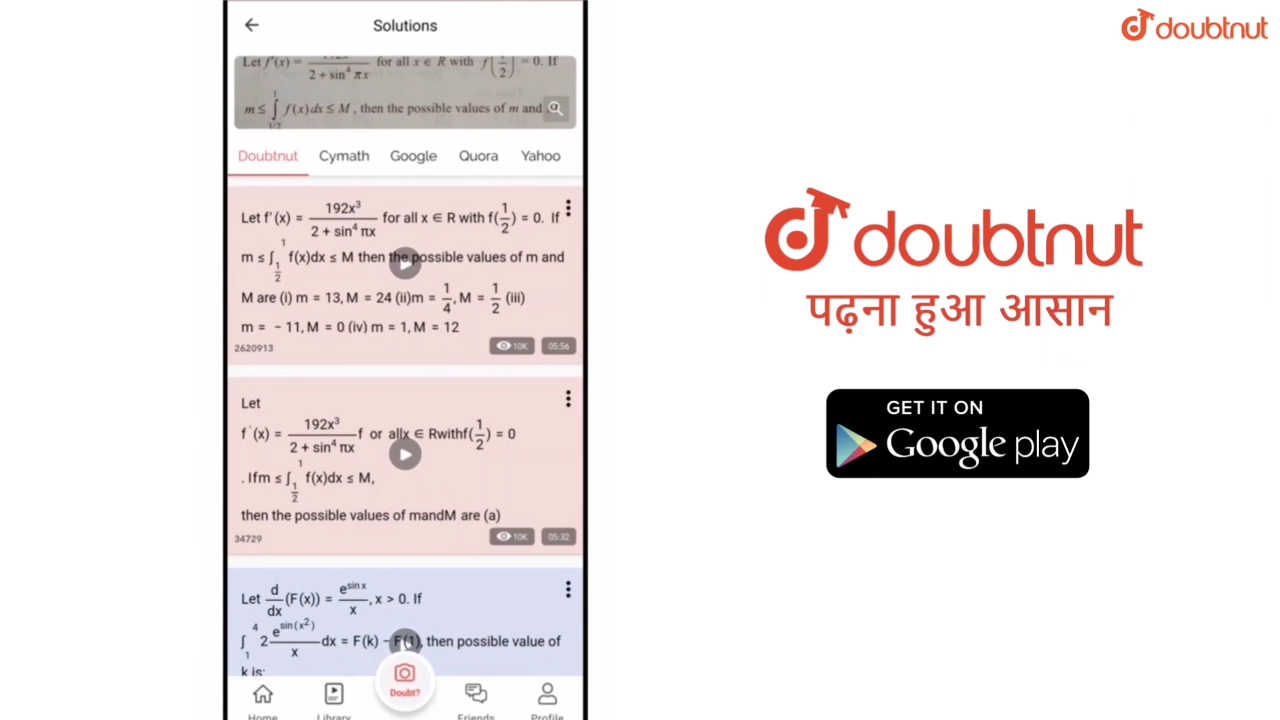 Solutions
doubtnut
Let f'(x) = 192x / 2 + sin⁴ πx for all x ∈ R with f(1/2) = 0. If
m ≤ ∫_{1/2}^{1} f(x)dx ≤ M, then the possible values of m and
Doubtnut Cymath Google Quora Yahoo
Let f'(x) = 192x³ / 2 + sin⁴ πx for all x ∈ R with f(1/2) = 0. If
m ≤ ∫_{1/2}^{1} f(x)dx ≤ M then the possible values of m and
M are (i) m = 13, M = 24 (ii)m = 1/4, M = 1/2 (iii)
m = - 11, M = 0 (iv) m = 1, M = 12
2620913 10K 05:56
Let
f'(x) = 192x³ / 2 + sin⁴ πx f or allx ∈ Rwithf(1/2) = 0
. Ifm ≤ ∫_{1/2}^{1} f(x)dx ≤ M,
then the possible values of mandM are (a)
34729 10K 05:32
Let d/dx (F(x)) = e^{sin x} / x, x > 0. If
∫_{1}^{4} 2 e^{sin(x²)} / x dx = F(k) - F(1), then possible value of
k is:
Doubt?
Home Library Friends Profile
doubtnut
पढ़ना हुआ आसान
GET IT ON
Google play